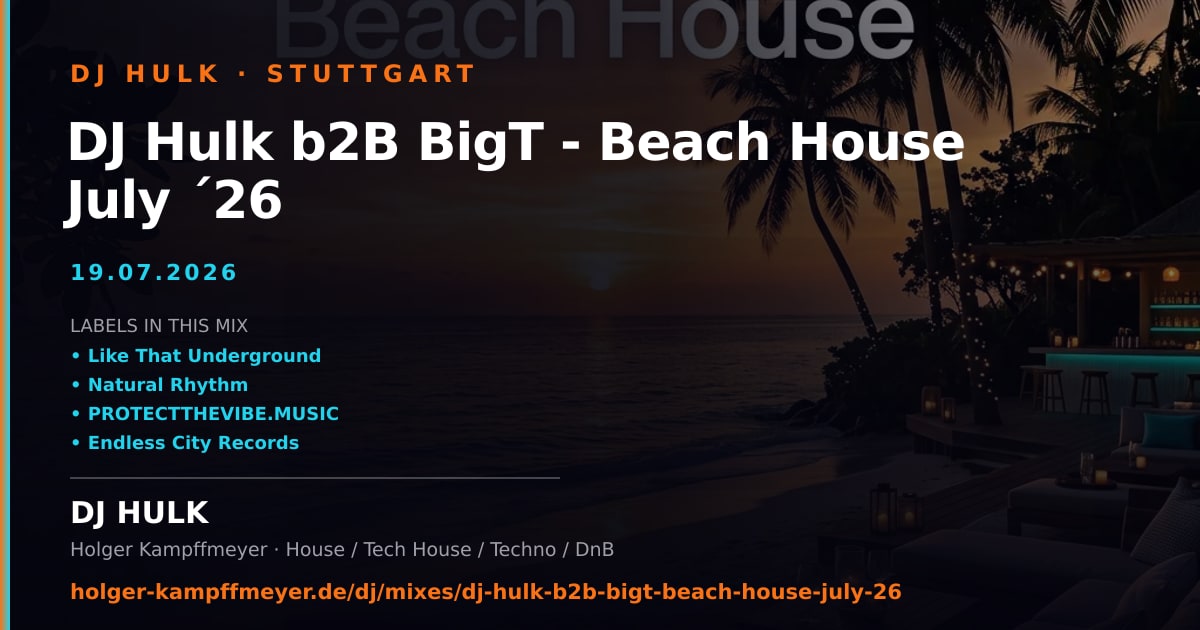 Beach House
DJ HULK · STUTTGART
DJ Hulk b2B BigT - Beach House
July ´26
19.07.2026
LABELS IN THIS MIX
• Like That Underground
• Natural Rhythm
• PROTECTTHEVIBE.MUSIC
• Endless City Records
DJ HULK
Holger Kampffmeyer · House / Tech House / Techno / DnB
holger-kampffmeyer.de/dj/mixes/dj-hulk-b2b-bigt-beach-house-july-26